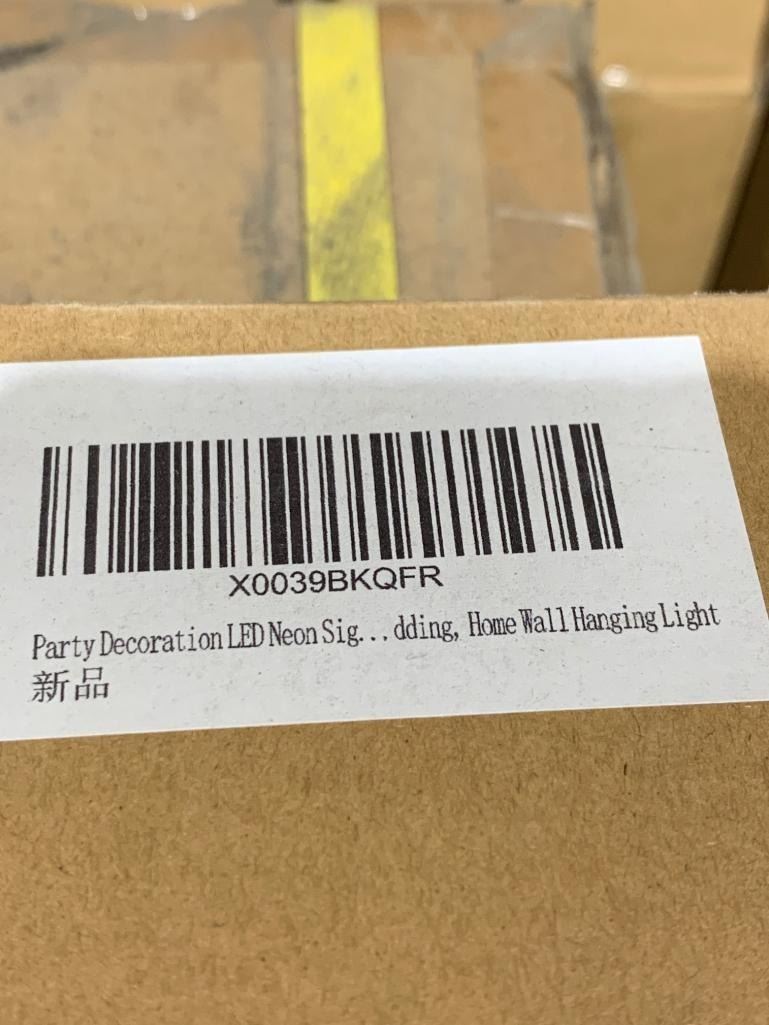 X0039BKQFR
Party Decoration LED Neon Sig...dding, Home Wall Hanging Light
新品